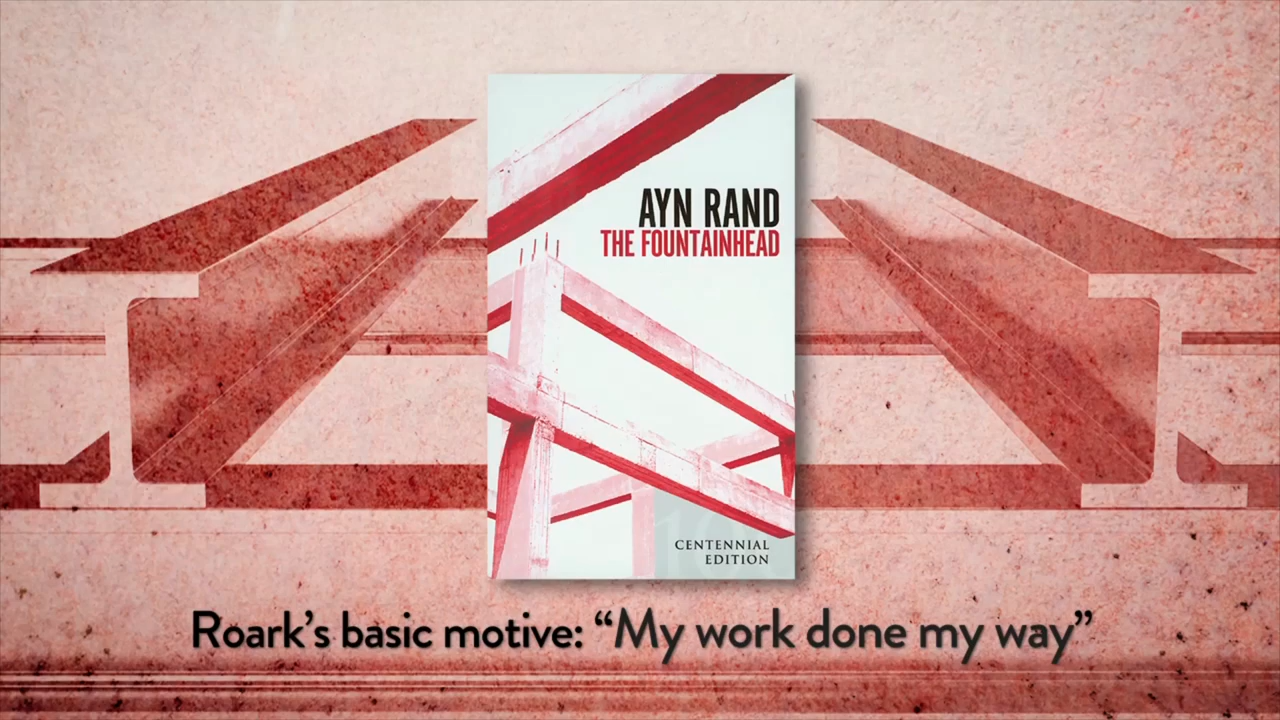 AYN RAND
THE FOUNTAINHEAD
CENTENNIAL
EDITION
Roark's basic motive: “My work done my way”